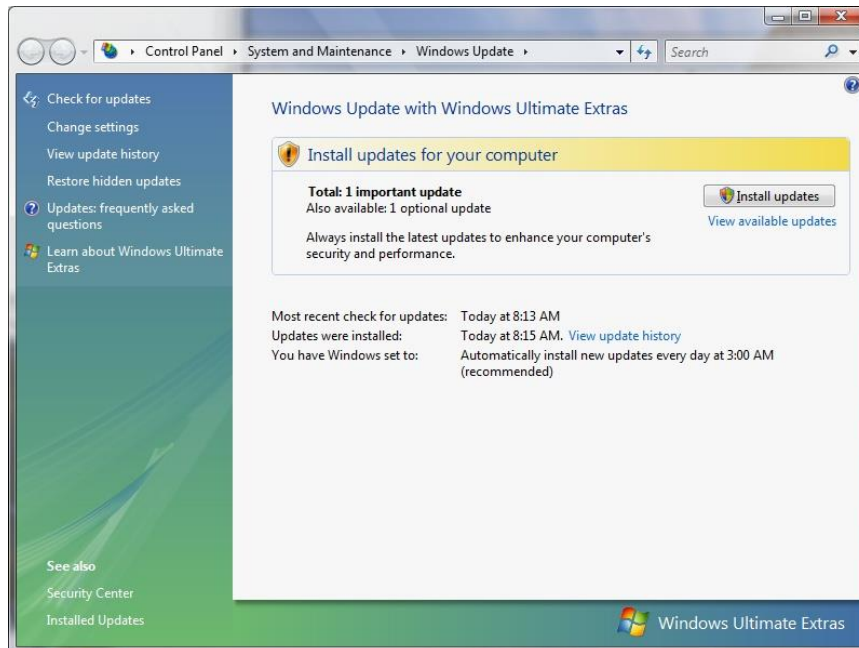 Control Panel
System and Maintenance
Windows Update
Search
Check for updates
Change settings
View update history
Restore hidden updates
Updates: frequently asked
questions
Learn about Windows Ultimate
Extras
Windows Update with Windows Ultimate Extras
Install updates for your computer
Total: 1 important update
Also available: 1 optional update
Always install the latest updates to enhance your computer's
security and performance.
Install updates
View available updates
Most recent check for updates: Today at 8:13 AM
Updates were installed: Today at 8:15 AM. View update history
You have Windows set to: Automatically install new updates every day at 3:00 AM
(recommended)
See also
Security Center
Installed Updates
Windows Ultimate Extras